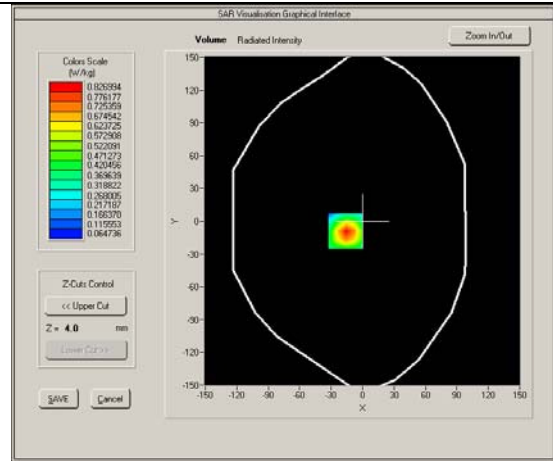 SAR Visualisation Graphical Interface
Volume Radiated Intensity
Zoom In/Out
Colors Scale
(W/kg)
0.826994
0.776177
0.725359
0.674542
0.623725
0.572908
0.522091
0.471273
0.420456
0.369639
0.318822
0.268005
0.217187
0.166370
0.115553
0.064736
Z-Cuts Control
<< Upper Cut
Z = 4.0 mm
Lower Cut >>
SAVE Cancel
150
120
90
60
30
0
-30
-60
-90
-120
-150
Y
-150 -120 -90 -60 -30 0 30 60 90 120 150
X